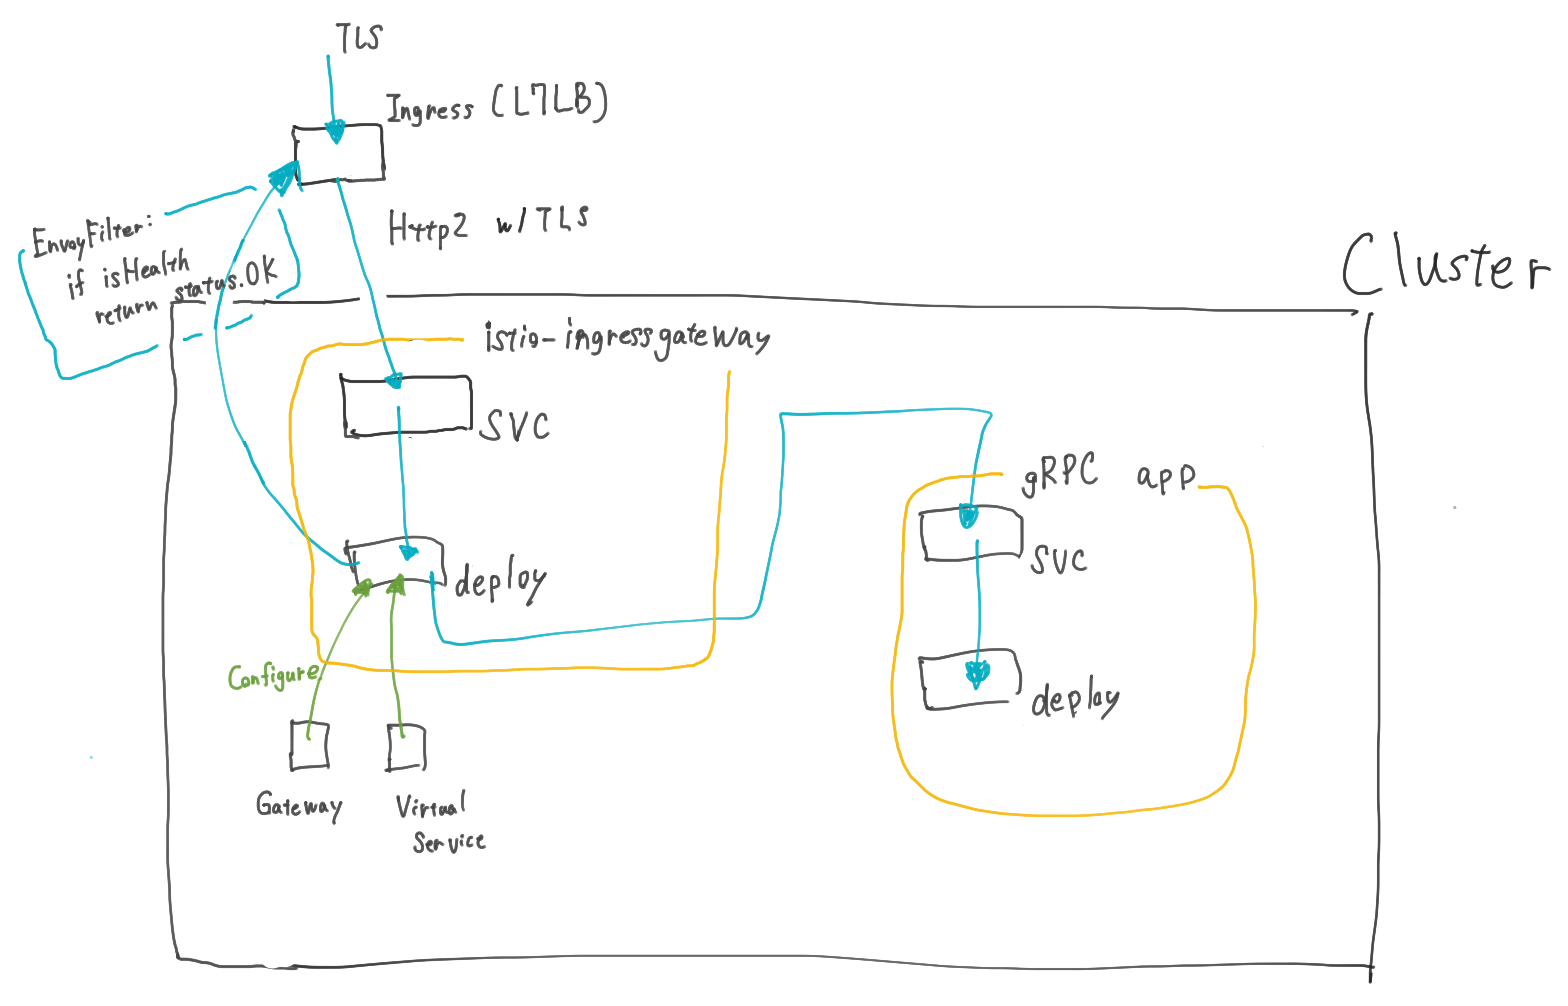 TLS
Ingress (L7LB)
Http2 w/ TLS
EnvoyFilter:
if isHealth
return status.OK
Cluster
istio-ingressgateway
SVC
deploy
Configure
Gateway
Virtual
Service
gRPC app
SVC
deploy